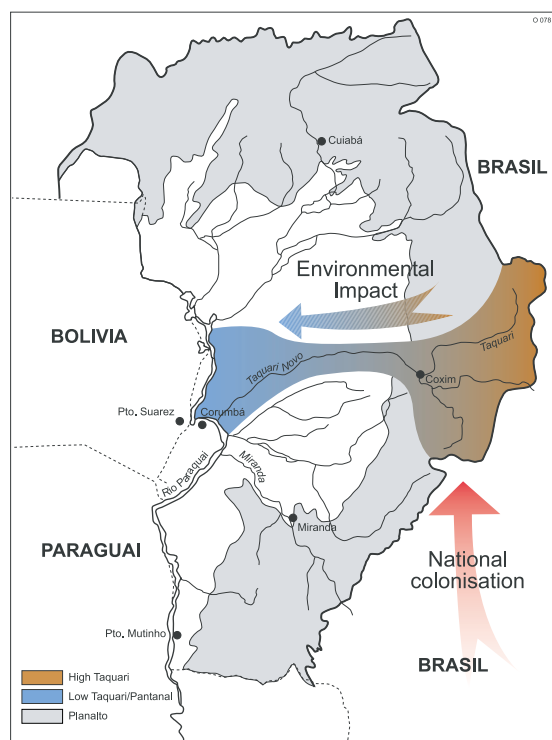 O 078
Cuiabá
BRASIL
Environmental
Impact
BOLIVIA
Taquari Novo
Taquari
Coxim
Pto. Suarez
Corumbá
Rio Paraquai
Miranda
Miranda
PARAGUAI
National
colonisation
Pto. Mutinho
BRASIL
High Taquari
Low Taquari/Pantanal
Planalto